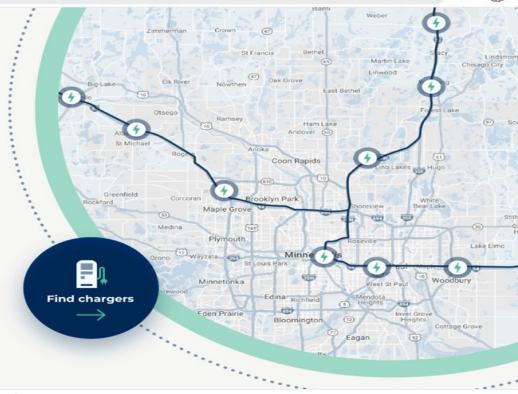 Weber
Zimmerman
Crown
47
St Francis
Bethel
Stacy
Lindstrom
Martin Lake
Chisago City
Linwood
Elk River
Nowthen
Oak Grove
East Bethel
Big Lake
Forest Lake
Otsego
Ramsey
Ham Lake
Andover
St Michael
Anoka
Rogers
Coon Rapids
Lino Lakes
Hugo
Greenfield
Rockford
Corcoran
Brooklyn Park
Maple Grove
Shoreview
White
Bear Lake
Medina
Plymouth
Roseville
Lake Elmo
Orono
Wayzata
St Louis Park
Minnetonka
Woodbury
West St Paul
Edina
Richfield
Mendota
Heights
Eden Prairie
Bloomington
Inver Grove
Heights
Cottage Grove
Eagan
Find chargers